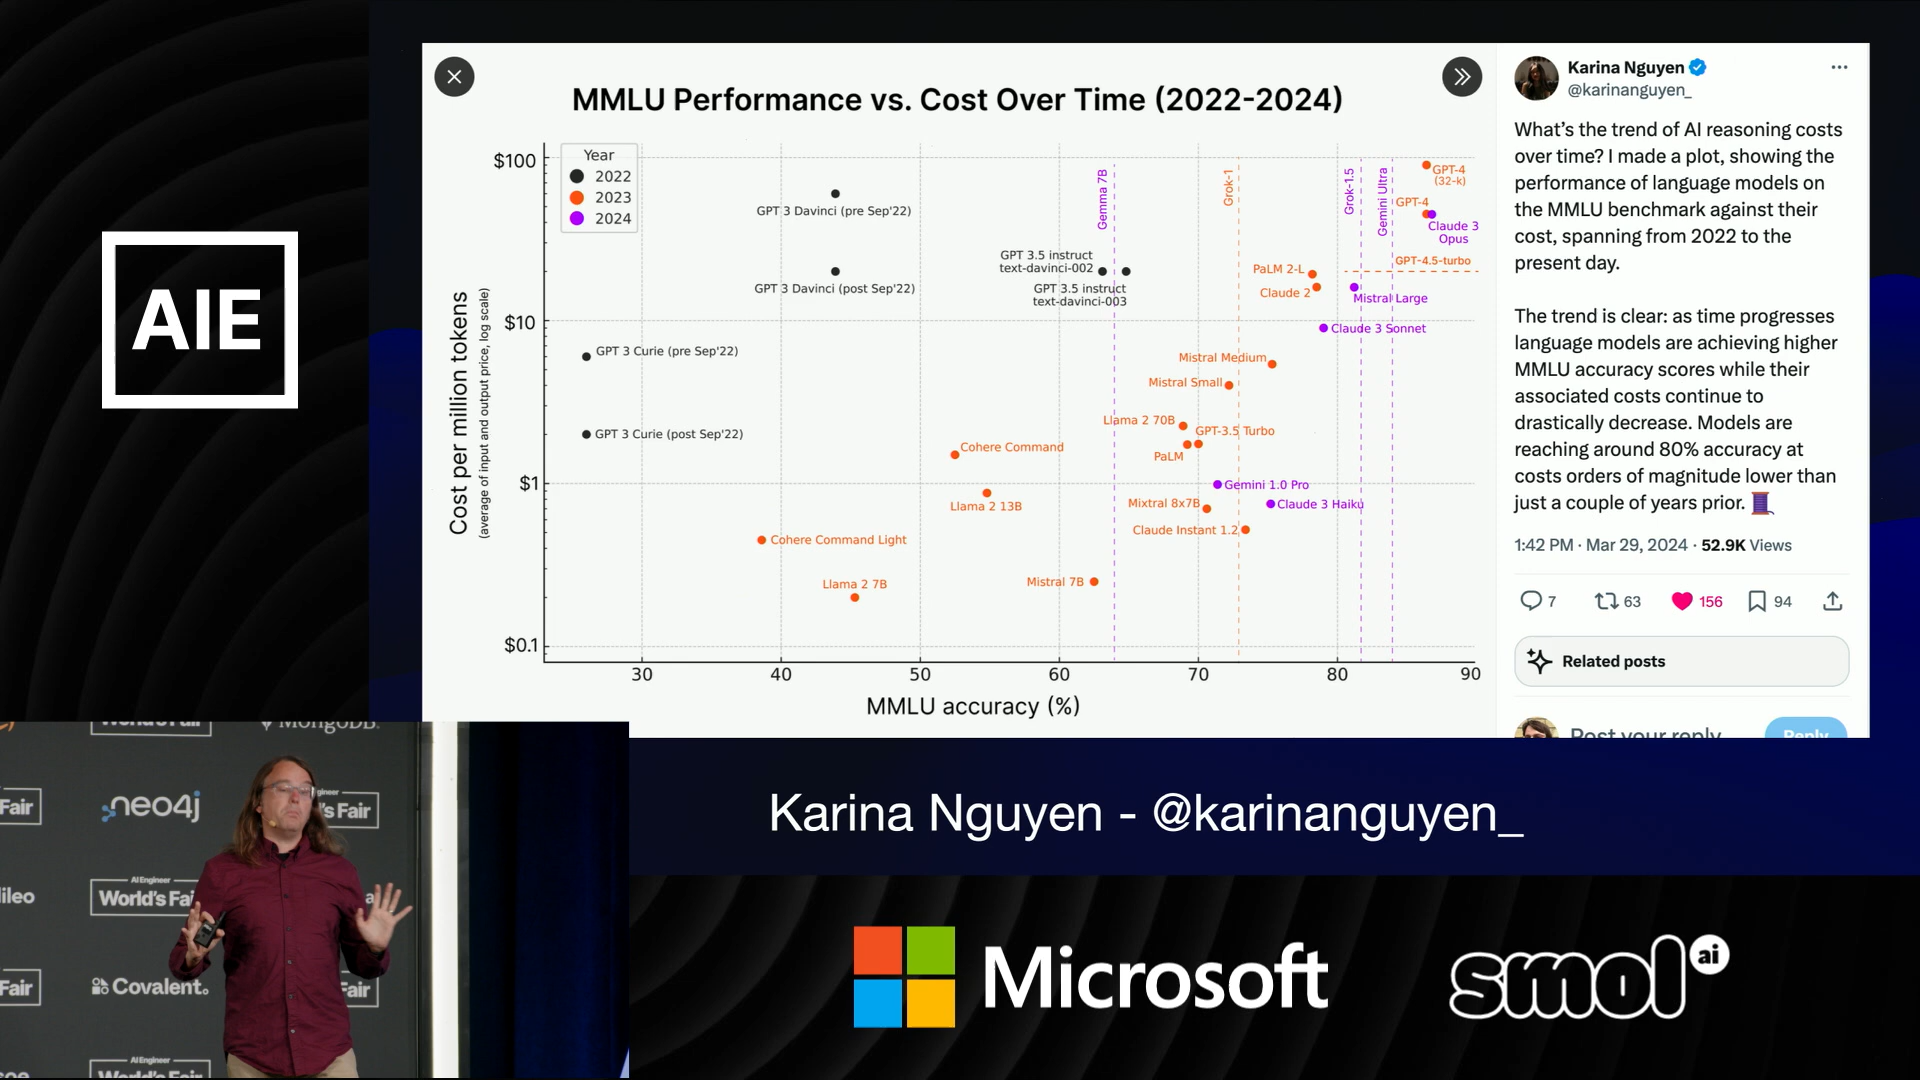 AIE
MMLU Performance vs. Cost Over Time (2022-2024)
Cost per million tokens
(average of input and output price, log scale)
$100
$10
$1
$0.1
Year
2022
2023
2024
GPT 3 Davinci (pre Sep'22)
GPT 3 Davinci (post Sep'22)
GPT 3 Curie (pre Sep'22)
GPT 3 Curie (post Sep'22)
GPT 3.5 instruct
text-davinci-002
GPT 3.5 instruct
text-davinci-003
Gemma 7B
Grok-1
Grok-1.5
Gemini Ultra
GPT-4
(32-k)
GPT-4
Claude 3
Opus
GPT-4.5-turbo
PaLM 2-L
Claude 2
Mistral Large
Claude 3 Sonnet
Mistral Medium
Mistral Small
Llama 2 70B
GPT-3.5 Turbo
PaLM
Cohere Command
Llama 2 13B
Gemini 1.0 Pro
Mixtral 8x7B
Claude 3 Haiku
Claude Instant 1.2
Cohere Command Light
Llama 2 7B
Mistral 7B
30 40 50 60 70 80 90
MMLU accuracy (%)
Karina Nguyen
@karinanguyen_
What's the trend of AI reasoning costs
over time? I made a plot, showing the
performance of language models on
the MMLU benchmark against their
cost, spanning from 2022 to the
present day.
The trend is clear: as time progresses
language models are achieving higher
MMLU accuracy scores while their
associated costs continue to
drastically decrease. Models are
reaching around 80% accuracy at
costs orders of magnitude lower than
just a couple of years prior.
1:42 PM · Mar 29, 2024 · 52.9K Views
7 63 156 94
Related posts
Post your reply
Reply
Karina Nguyen - @karinanguyen_
World's Fair
MongoDB.
Fair
neo4j
's Fair
AI Engineer
World's Fai
Fair
Covalent.
Fair
AI Engineer
World's Fair
Microsoft
smol ai